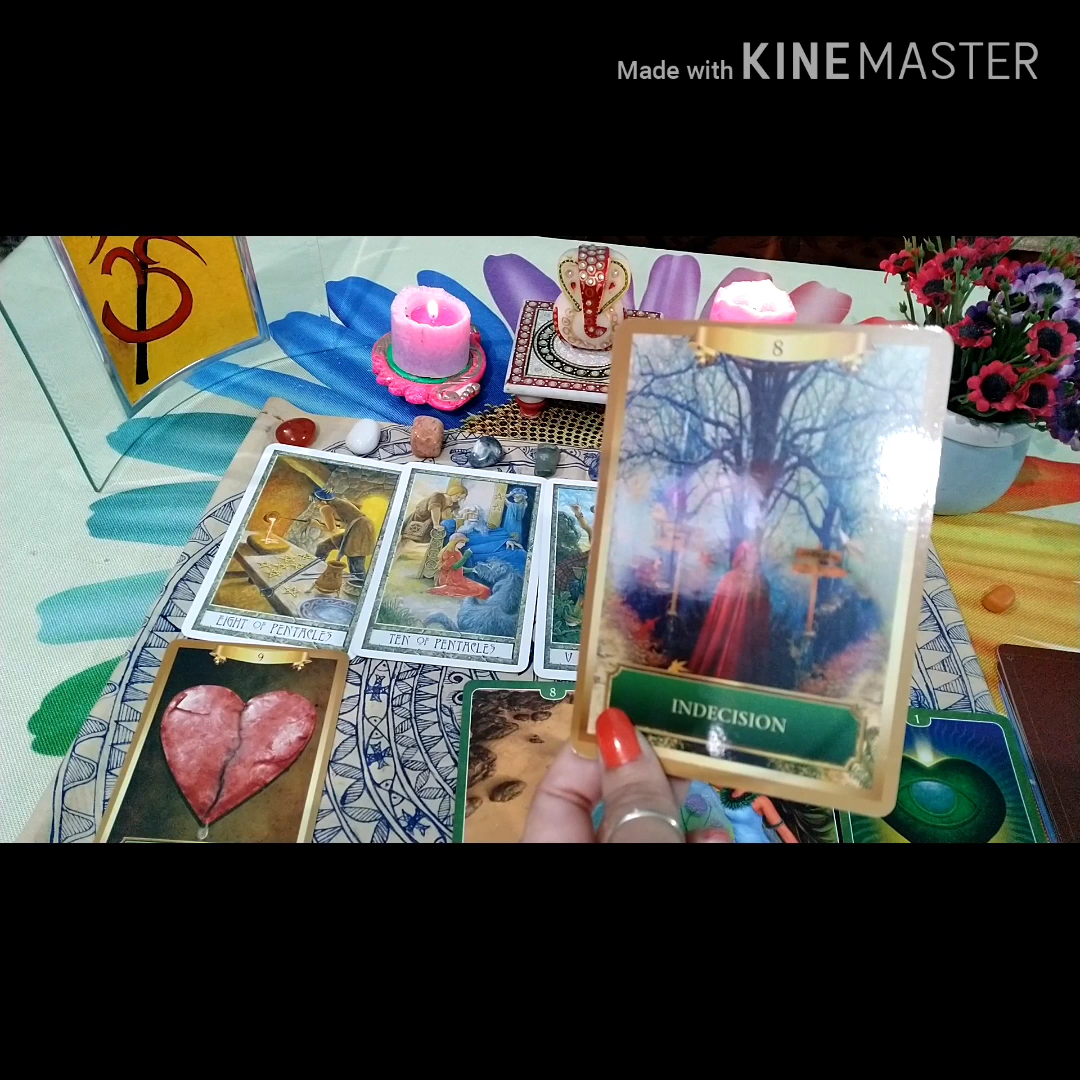 Made with KINEMASTER
8
EIGHT OF PENTACLES
TEN OF PENTACLES
V
9
8
INDECISION
1